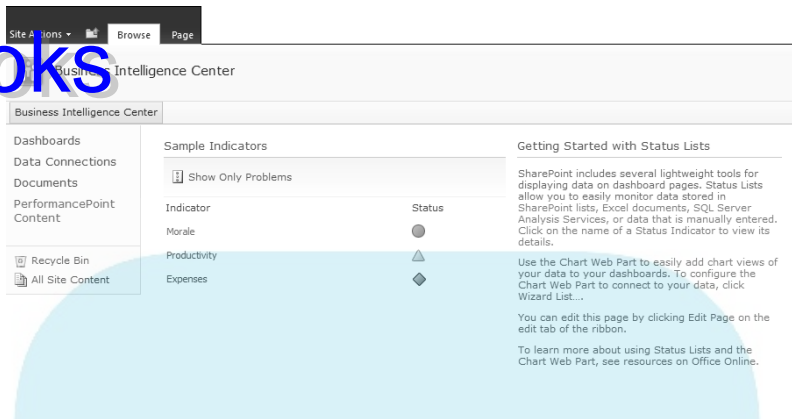 Site Actions
Browse
Page
oks
Business Intelligence Center
Business Intelligence Center
Dashboards
Data Connections
Documents
PerformancePoint
Content
Recycle Bin
All Site Content
Sample Indicators
Show Only Problems
Indicator Status
Morale
Productivity
Expenses
Getting Started with Status Lists
SharePoint includes several lightweight tools for
displaying data on dashboard pages. Status Lists
allow you to easily monitor data stored in
SharePoint lists, Excel documents, SQL Server
Analysis Services, or data that is manually entered.
Click on the name of a Status Indicator to view its
details.
Use the Chart Web Part to easily add chart views of
your data to your dashboards. To configure the
Chart Web Part to connect to your data, click
Wizard List....
You can edit this page by clicking Edit Page on the
edit tab of the ribbon.
To learn more about using Status Lists and the
Chart Web Part, see resources on Office Online.